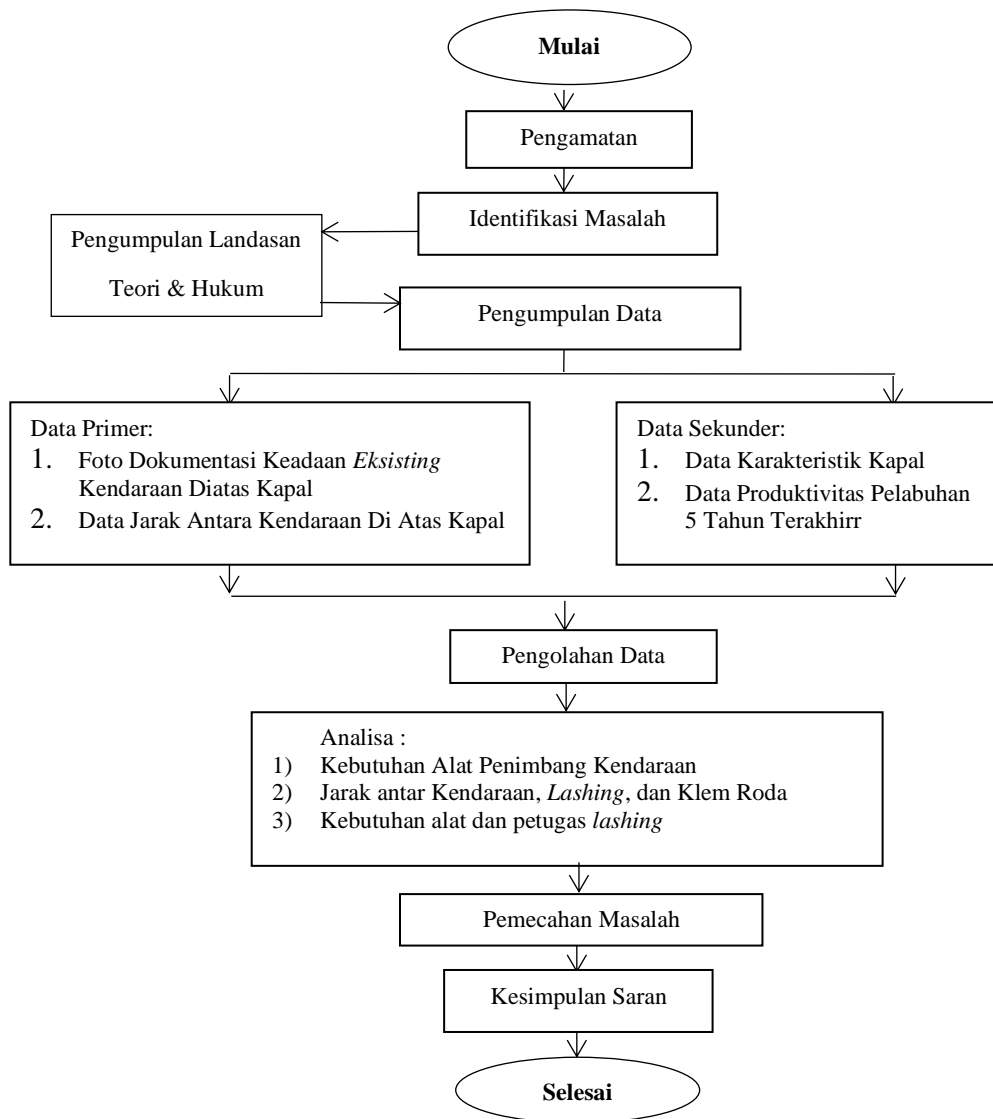 Mulai
Pengamatan
Identifikasi Masalah
Pengumpulan Landasan
Teori & Hukum
Pengumpulan Data
Data Primer:
1. Foto Dokumentasi Keadaan Eksisting
Kendaraan Diatas Kapal
2. Data Jarak Antara Kendaraan Di Atas Kapal
Data Sekunder:
1. Data Karakteristik Kapal
2. Data Produktivitas Pelabuhan
5 Tahun Terakhirr
Pengolahan Data
Analisa :
1) Kebutuhan Alat Penimbang Kendaraan
2) Jarak antar Kendaraan, Lashing, dan Klem Roda
3) Kebutuhan alat dan petugas lashing
Pemecahan Masalah
Kesimpulan Saran
Selesai